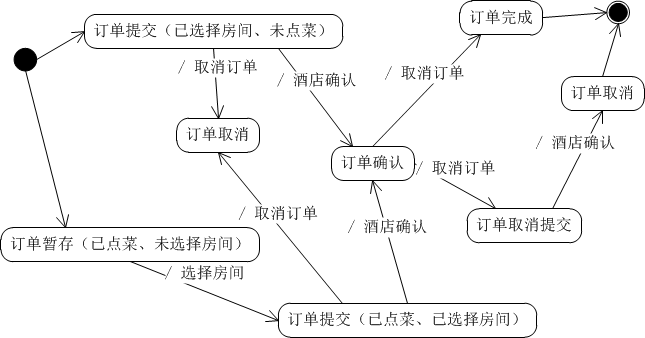 订单完成
订单提交（已选择房间、未点菜）
/ 取消订单
/ 取消订单
/ 酒店确认
订单取消
订单取消
/ 酒店确认
订单确认
/ 取消订单
/ 取消订单
订单取消提交
/ 酒店确认
订单暂存（已点菜、未选择房间）
/ 选择房间
订单提交（已点菜、已选择房间）